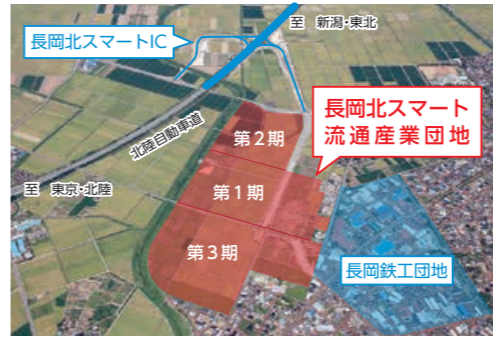 至 新潟・東北
長岡北スマートIC
北陸自動車道
長岡北スマート
流通産業団地
第2期
第1期
至 東京・北陸
第3期
長岡鉄工団地